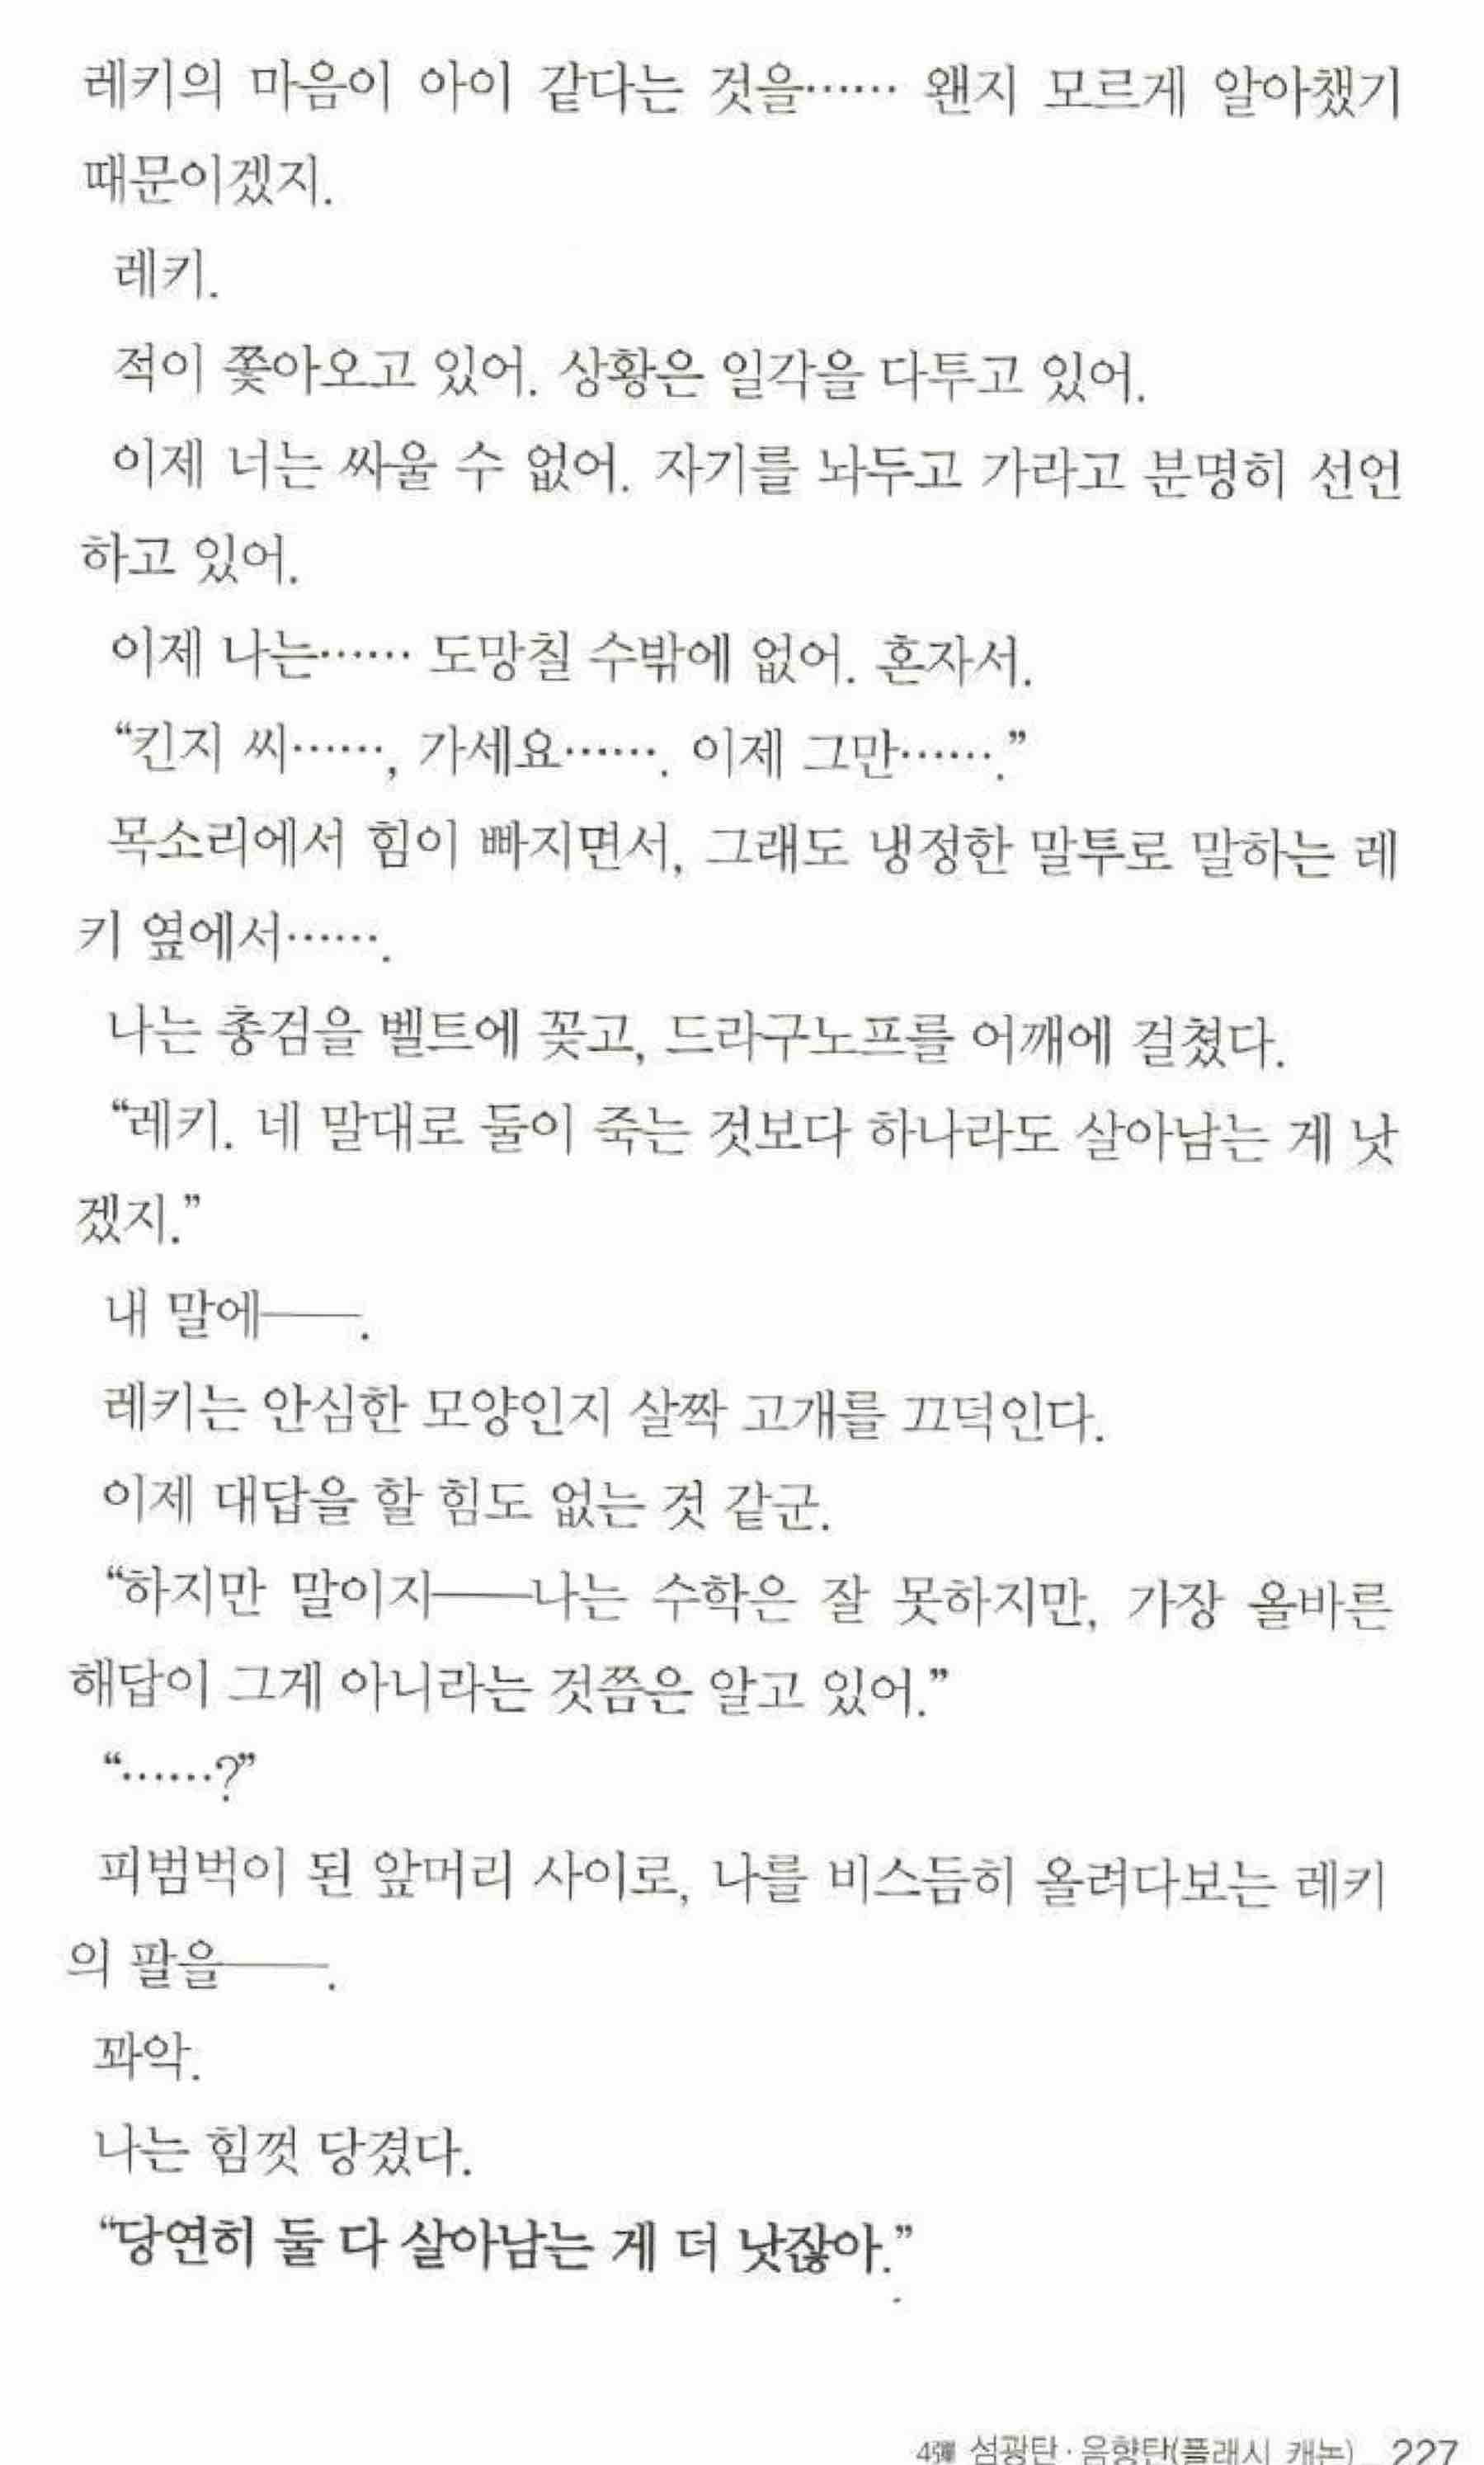 레키의 마음이 아이 같다는 것을…… 왠지 모르게 알아챘기
때문이겠지.
레키.
적이 쫓아오고 있어. 상황은 일각을 다투고 있어.
이제 너는 싸울 수 없어. 자기를 놔두고 가라고 분명히 선언
하고 있어.
이제 나는…… 도망칠 수밖에 없어. 혼자서.
“킨지 씨……, 가세요……. 이제 그만…….”
목소리에서 힘이 빠지면서, 그래도 냉정한 말투로 말하는 레
키 옆에서…….
나는 총검을 벨트에 꽂고, 드라구노프를 어깨에 걸쳤다.
“레키. 네 말대로 둘이 죽는 것보다 하나라도 살아남는 게 낫
겠지.”
내 말에――.
레키는 안심한 모양인지 살짝 고개를 끄덕인다.
이제 대답을 할 힘도 없는 것 같군.
“하지만 말이지――나는 수학은 잘 못하지만, 가장 올바른
해답이 그게 아니라는 것쯤은 알고 있어.”
“……?”
피범벅이 된 앞머리 사이로, 나를 비스듬히 올려다보는 레키
의 팔을――.
꽈악.
나는 힘껏 당겼다.
“당연히 둘 다 살아남는 게 더 낫잖아.”
4彈 섬광탄·음향탄(플래시 캐논)_227